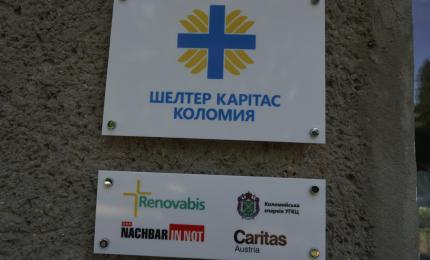 ШЕЛТЕР КАРІТАС
КОЛОМИЯ
Renovabis
Коломийська
єпархія УГКЦ
NACHBAR IN NOT
Caritas
Austria